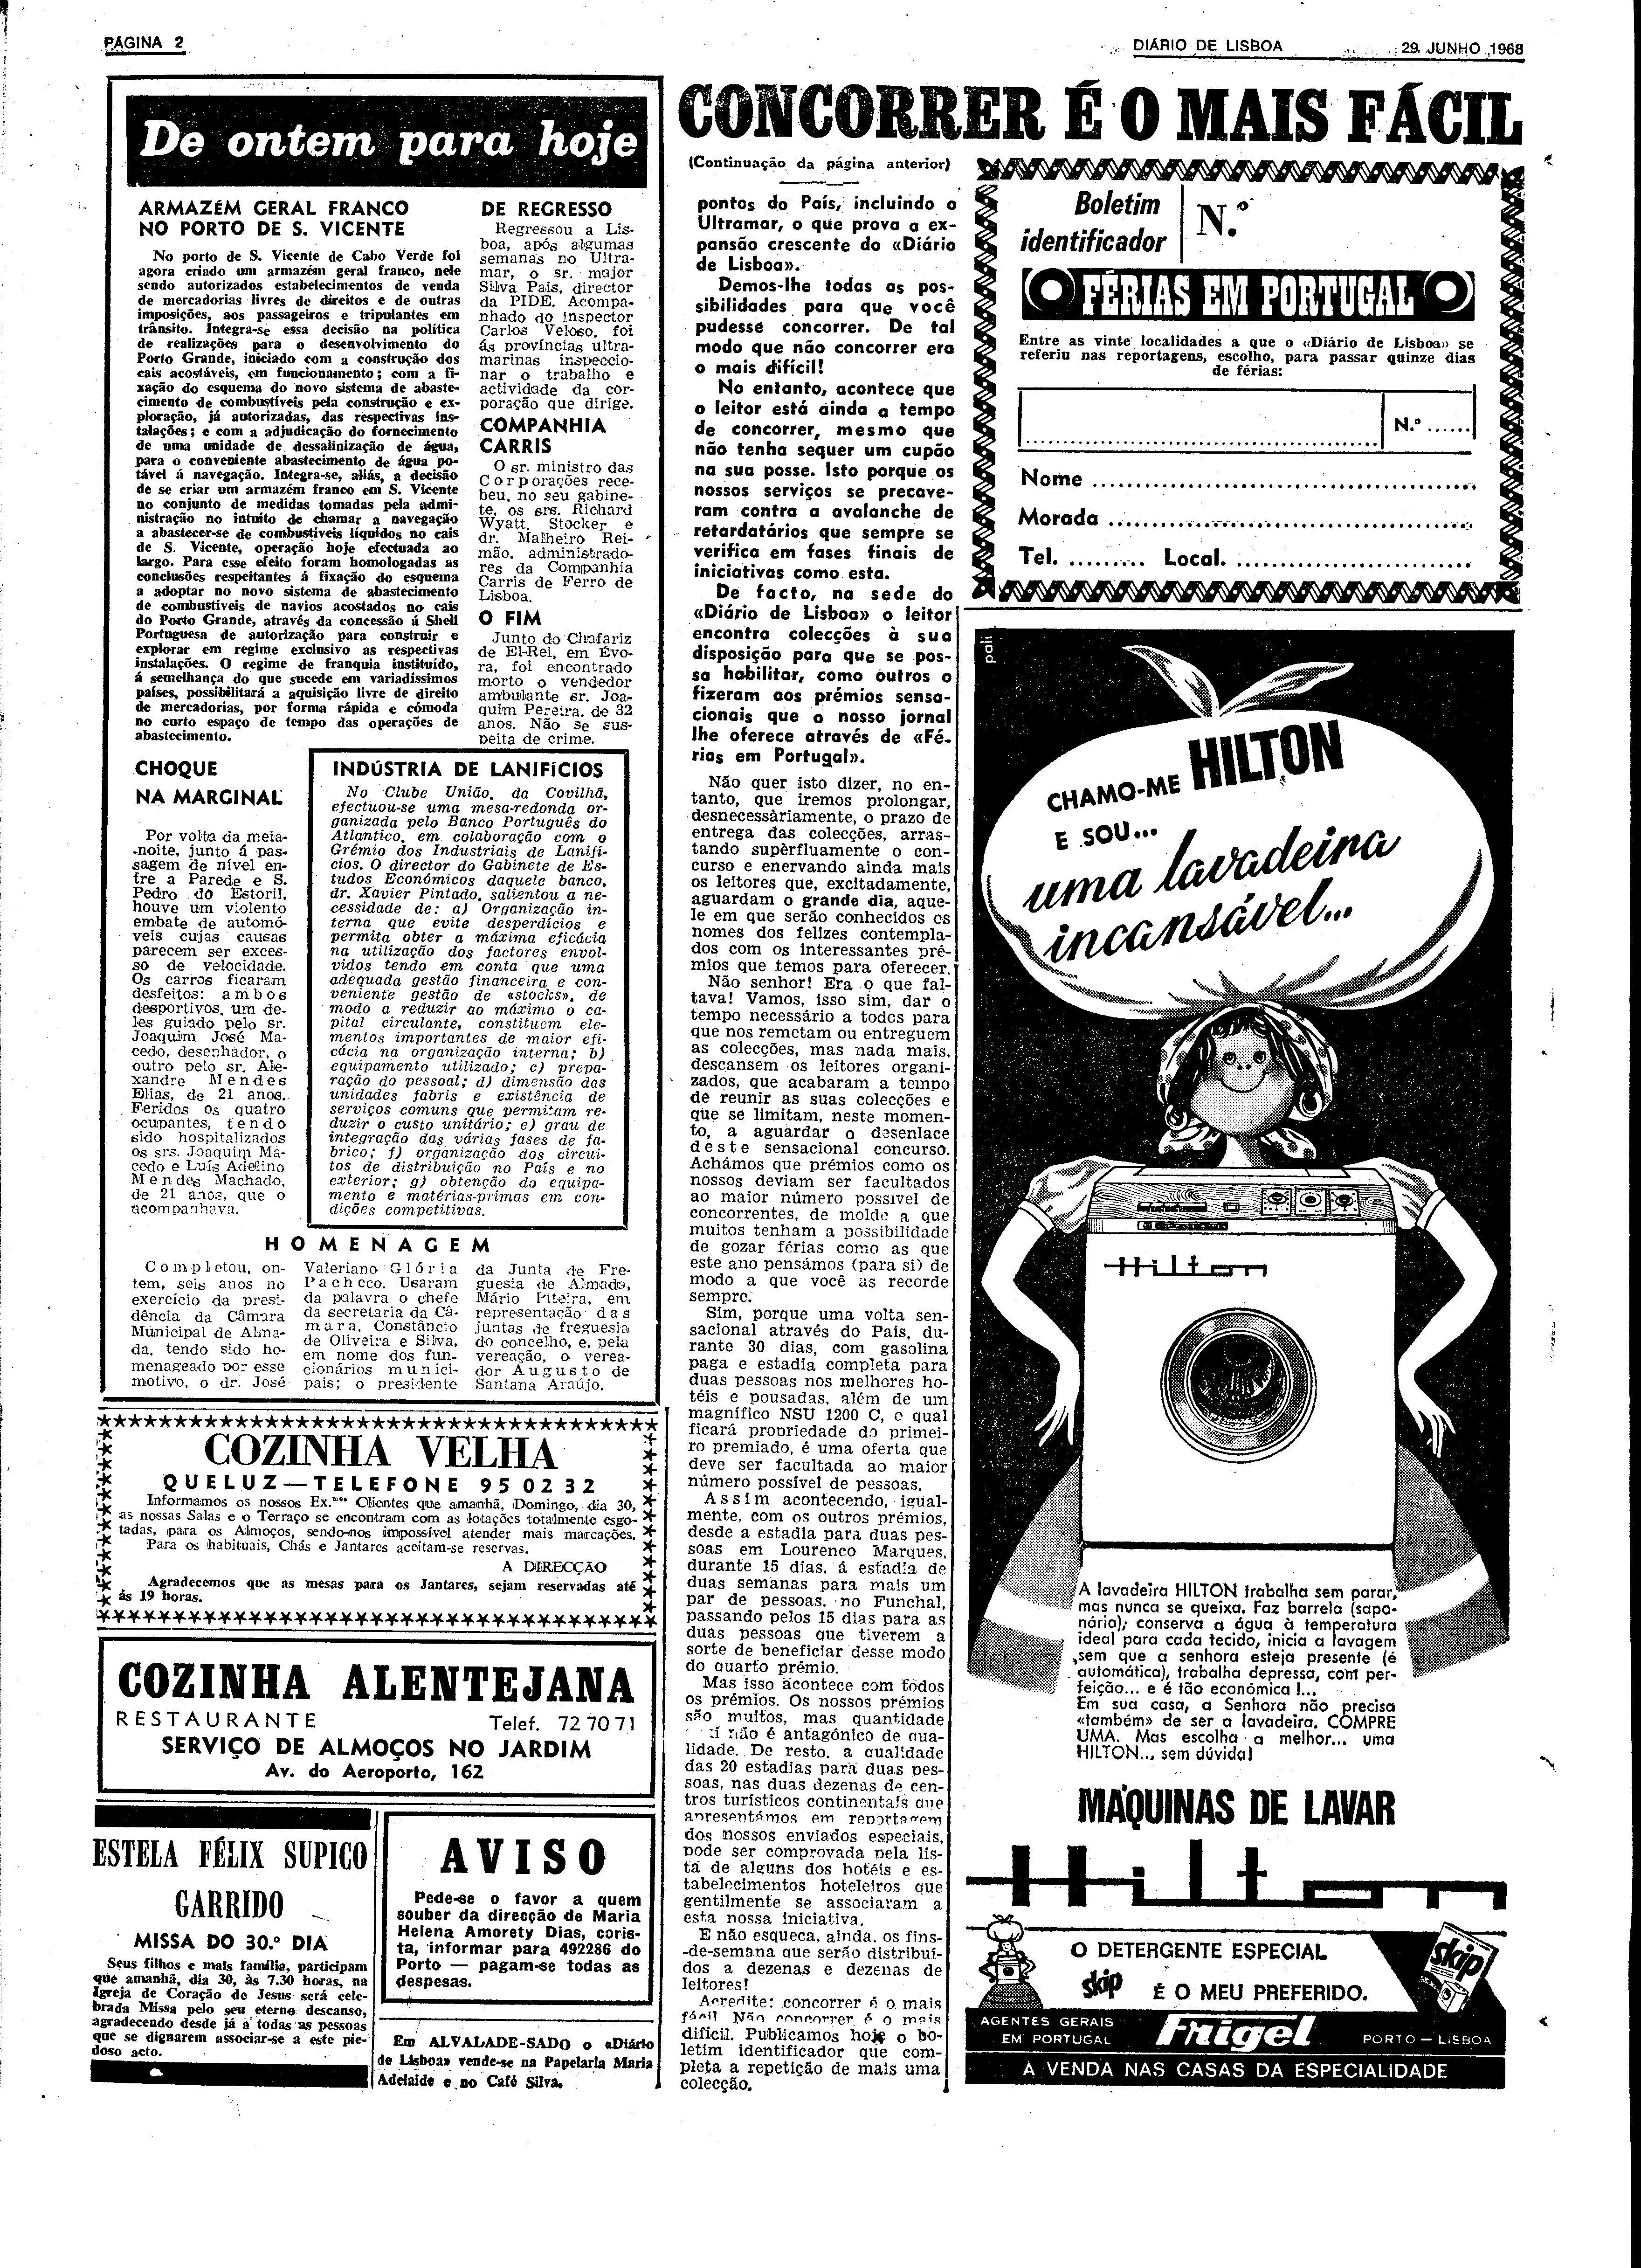 PÁGINA 2
DIÁRIO DE LISBOA
29 JUNHO 1968
De ontem para hoje
ARMAZÉM GERAL FRANCO
NO PORTO DE S. VICENTE
No porto de S. Vicente de Cabo Verde foi
agora criado um armazém geral franco, nele
sendo autorizados estabelecimentos de venda
de mercadorias livres de direitos e de outras
imposições, aos passageiros e tripulantes em
trânsito. Integra-se essa decisão na política
de realizações para o desenvolvimento do
Porto Grande, iniciado com a construção dos
cais acostáveis, em funcionamento; com a fi-
xação do esquema do novo sistema de abaste-
cimento de combustíveis pela construção e ex-
ploração, já autorizadas, das respectivas ins-
talações; e com a adjudicação do fornecimento
de uma unidade de dessalinização de água,
para o conveniente abastecimento de água po-
tável á navegação. Integra-se, aliás, a decisão
de se criar um armazém franco em S. Vicente
no conjunto de medidas tomadas pela admi-
nistração no intuito de chamar a navegação
a abastecer-se de combustíveis líquidos no cais
de S. Vicente, operação hoje efectuada ao
largo. Para esse efeito foram homologadas as
conclusões respeitantes á fixação do esquema
a adoptar no novo sistema de abastecimento
de combustíveis de navios acostados no cais
do Porto Grande, através da concessão á Shell
Portuguesa de autorização para construir e
explorar em regime exclusivo as respectivas
instalações. O regime de franquia instituído,
á semelhança do que sucede em variadíssimos
países, possibilitará a aquisição livre de direito
de mercadorias, por forma rápida e cómoda
no curto espaço de tempo das operações de
abastecimento.
DE REGRESSO
Regressou a Lis-
boa, após algumas
semanas no Ultra-
mar, o sr. major
Silva Pais, director
da PIDE. Acompa-
nhado do inspector
Carlos Veloso, foi
ás províncias ultra-
marinas inspeccio-
nar o trabalho e
actividade da cor-
poração que dirige.
COMPANHIA
CARRIS
O sr. ministro das
Corporações rece-
beu, no seu gabine-
te, os srs. Richard
Wyatt, Stocker e
dr. Malheiro Rei-
mão, administrado-
res da Companhia
Carris de Ferro de
Lisboa.
O FIM
Junto do Chafariz
de El-Rei, em Évo-
ra, foi encontrado
morto o vendedor
ambulante sr. Joa-
quim Pereira, de 32
anos. Não se sus-
peita de crime.
CHOQUE
NA MARGINAL
Por volta da meia-
-noite, junto á pas-
sagem de nível en-
tre a Parede e S.
Pedro do Estoril,
houve um violento
embate de automó-
veis cujas causas
parecem ser exces-
so de velocidade.
Os carros ficaram
desfeitos: ambos
desportivos, um de-
les guiado pelo sr.
Joaquim José Ma-
cedo, desenhador, o
outro pelo sr. Ale-
xandre Mendes
Elias, de 21 anos.
Feridos os quatro
ocupantes, tendo
sido hospitalizados
os srs. Joaquim Ma-
cedo e Luís Adelino
Mendes Machado,
de 21 anos, que o
acompanhava.
INDÚSTRIA DE LANIFÍCIOS
No Clube União, da Covilhã,
efectuou-se uma mesa-redonda or-
ganizada pelo Banco Português do
Atlantico, em colaboração com o
Grémio dos Industriais de Lanifí-
cios. O director do Gabinete de Es-
tudos Económicos daquele banco,
dr. Xavier Pintado, salientou a ne-
cessidade de: a) Organização in-
terna que evite desperdícios e
permita obter a máxima eficácia
na utilização dos factores envol-
vidos tendo em conta que uma
adequada gestão financeira e con-
veniente gestão de «stocks», de
modo a reduzir ao máximo o ca-
pital circulante, constituem ele-
mentos importantes de maior efi-
cácia na organização interna; b)
equipamento utilizado; c) prepa-
ração do pessoal; d) dimensão das
unidades fabris e existência de
serviços comuns que permitam re-
duzir o custo unitário; e) grau de
integração das várias fases de fa-
brico; f) organização dos circui-
tos de distribuição no País e no
exterior; g) obtenção do equipa-
mento e matérias-primas em con-
dições competitivas.
HOMENAGEM
Completou, on-
tem, seis anos no
exercício da presi-
dência da Câmara
Municipal de Alma-
da, tendo sido ho-
menageado por esse
motivo, o dr. José
Valeriano Glória
Pacheco. Usaram
da palavra o chefe
da secretaria da Câ-
mara, Constâncio
de Oliveira e Silva,
em nome dos fun-
cionários munici-
pais; o presidente
da Junta de Fre-
guesia de Almada,
Mário Piteira, em
representação das
juntas de freguesia
do concelho, e, pela
vereação, o verea-
dor Augusto de
Santana Araújo.
COZINHA VELHA
QUELUZ — TELEFONE 95 02 32
Informamos os nossos Ex.mos Clientes que amanhã, Domingo, dia 30,
as nossas Salas e o Terraço se encontram com as lotações totalmente esgo-
tadas, para os Almoços, sendo-nos impossível atender mais marcações.
Para os habituais, Chás e Jantares aceitam-se reservas.
A DIRECÇÃO
Agradecemos que as mesas para os Jantares, sejam reservadas até
ás 19 horas.
COZINHA ALENTEJANA
RESTAURANTE Telef. 72 70 71
SERVIÇO DE ALMOÇOS NO JARDIM
Av. do Aeroporto, 162
ESTELA FÉLIX SUPICO
GARRIDO
MISSA DO 30.º DIA
Seus filhos e mais família, participam
que amanhã, dia 30, às 7.30 horas, na
Igreja de Coração de Jesus será cele-
brada Missa pelo seu eterno descanso,
agradecendo desde já a todas as pessoas
que se dignarem associar-se a este pie-
doso acto.
AVISO
Pede-se o favor a quem
souber da direcção de Maria
Helena Amorety Dias, coris-
ta, informar para 492286 do
Porto — pagam-se todas as
despesas.
Em ALVALADE-SADO o «Diário
de Lisboa» vende-se na Papelaria Maria
Adelaide e no Café Silva.
CONCORRER É O MAIS FÁCIL
(Continuação da página anterior)
pontos do País, incluindo o
Ultramar, o que prova a ex-
pansão crescente do «Diário
de Lisboa».
Demos-lhe todas as pos-
sibilidades para que você
pudesse concorrer. De tal
modo que não concorrer era
o mais difícil!
No entanto, acontece que
o leitor está ainda a tempo
de concorrer, mesmo que
não tenha sequer um cupão
na sua posse. Isto porque os
nossos serviços se precave-
ram contra a avalanche de
retardatários que sempre se
verifica em fases finais de
iniciativas como esta.
De facto, na sede do
«Diário de Lisboa» o leitor
encontra colecções à sua
disposição para que se pos-
sa habilitar, como outros o
fizeram aos prémios sensa-
cionais que o nosso jornal
lhe oferece através de «Fé-
rias em Portugal».
Não quer isto dizer, no en-
tanto, que iremos prolongar,
desnecessàriamente, o prazo de
entrega das colecções, arras-
tando supèrfluamente o con-
curso e enervando ainda mais
os leitores que, excitadamente,
aguardam o grande dia, aque-
le em que serão conhecidos os
nomes dos felizes contempla-
dos com os interessantes pré-
mios que temos para oferecer.
Não senhor! Era o que fal-
tava! Vamos, isso sim, dar o
tempo necessário a todos para
que nos remetam ou entreguem
as colecções, mas nada mais,
descansem os leitores organi-
zados, que acabaram a tempo
de reunir as suas colecções e
que se limitam, neste momen-
to, a aguardar o desenlace
deste sensacional concurso.
Achámos que prémios como os
nossos deviam ser facultados
ao maior número possível de
concorrentes, de molde a que
muitos tenham a possibilidade
de gozar férias como as que
este ano pensámos (para si) de
modo a que você as recorde
sempre.
Sim, porque uma volta sen-
sacional através do País, du-
rante 30 dias, com gasolina
paga e estadia completa para
duas pessoas nos melhores ho-
téis e pousadas, além de um
magnífico NSU 1200 C, o qual
ficará propriedade do primei-
ro premiado, é uma oferta que
deve ser facultada ao maior
número possível de pessoas.
Assim acontecendo, igual-
mente, com os outros prémios,
desde a estadia para duas pes-
soas em Lourenco Marques,
durante 15 dias, á estadia de
duas semanas para mais um
par de pessoas, no Funchal,
passando pelos 15 dias para as
duas pessoas que tiverem a
sorte de beneficiar desse modo
do quarto prémio.
Mas isso acontece com todos
os prémios. Os nossos prémios
são muitos, mas quantidade
não é antagónico de qua-
lidade. De resto, a qualidade
das 20 estadias para duas pes-
soas, nas duas dezenas de cen-
tros turísticos continentais que
apresentámos em reportagem
dos nossos enviados especiais,
pode ser comprovada pela lis-
ta de alguns dos hotéis e es-
tabelecimentos hoteleiros que
gentilmente se associaram a
esta nossa iniciativa.
E não esqueca, ainda, os fins-
-de-semana que serão distribuí-
dos a dezenas e dezenas de
leitores!
Acredite: concorrer é o mais
fácil. Não concorrer é o mais
difícil. Publicamos hoje o bo-
letim identificador que com-
pleta a repetição de mais uma
colecção.
Boletim
identificador
N.º
FÉRIAS EM PORTUGAL
Entre as vinte localidades a que o «Diário de Lisboa» se
referiu nas reportagens, escolho, para passar quinze dias
de férias:
N.º ......
Nome ..........
Morada ..........
Tel. ......... Local. ..........
pali
CHAMO-ME HILTON
E SOU...
uma lavadeira
incansável...
Hilton
A lavadeira HILTON trabalha sem parar,
mas nunca se queixa. Faz barrela (sapo-
nária); conserva a água à temperatura
ideal para cada tecido, inicia a lavagem
sem que a senhora esteja presente (é
automática), trabalha depressa, com per-
feição... e é tão económica!...
Em sua casa, a Senhora não precisa
«também» de ser a lavadeira. COMPRE
UMA. Mas escolha a melhor... uma
HILTON... sem dúvida!
MÁQUINAS DE LAVAR
Hilton
O DETERGENTE ESPECIAL
skip É O MEU PREFERIDO.
skip
AGENTES GERAIS
EM PORTUGAL
Frigel
PORTO — LISBOA
À VENDA NAS CASAS DA ESPECIALIDADE